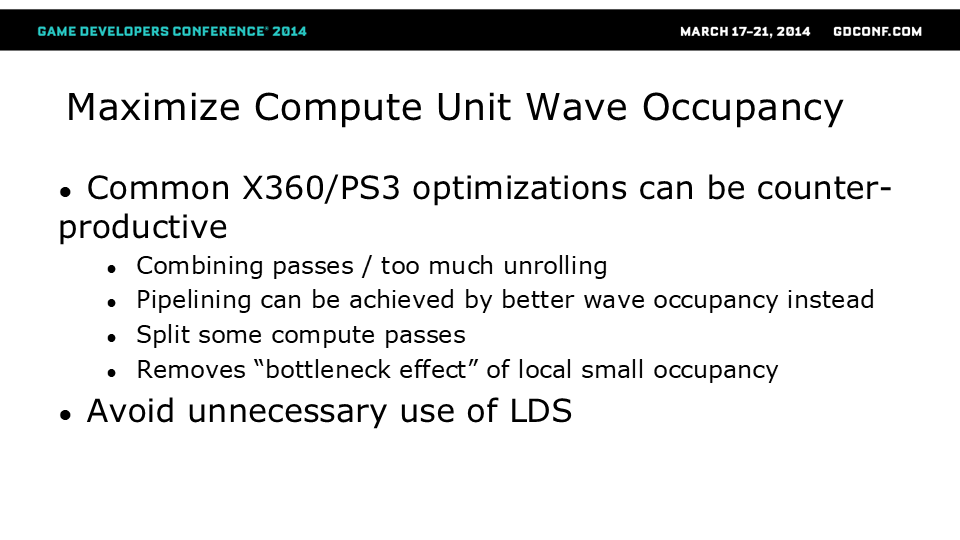 GAME DEVELOPERS CONFERENCE® 2014 MARCH 17–21, 2014 GDCONF.COM
Maximize Compute Unit Wave Occupancy
● Common X360/PS3 optimizations can be counter-
productive
● Combining passes / too much unrolling
● Pipelining can be achieved by better wave occupancy instead
● Split some compute passes
● Removes “bottleneck effect” of local small occupancy
● Avoid unnecessary use of LDS